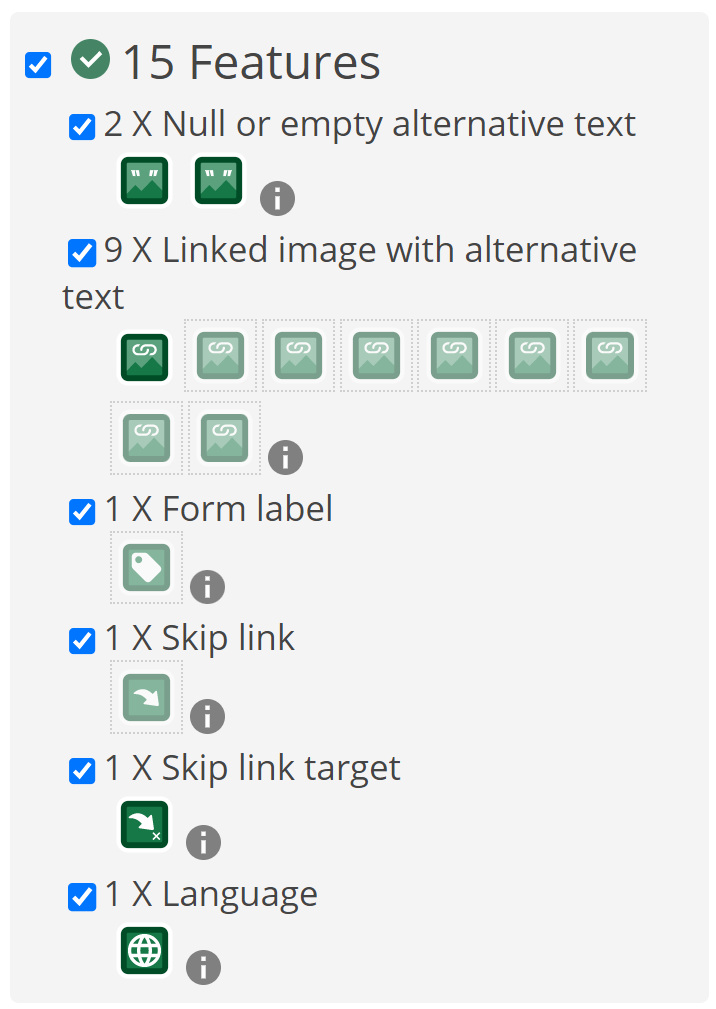 15 Features
2 X Null or empty alternative text
9 X Linked image with alternative
text
1 X Form label
1 X Skip link
1 X Skip link target
1 X Language